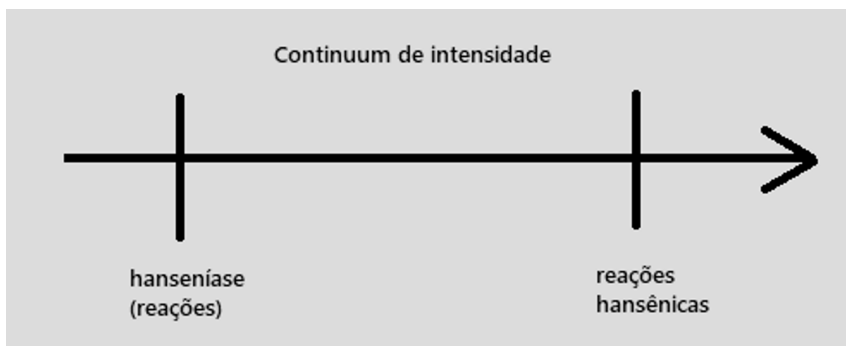 Continuum de intensidade
hanseníase
(reações)
reações
hansênicas